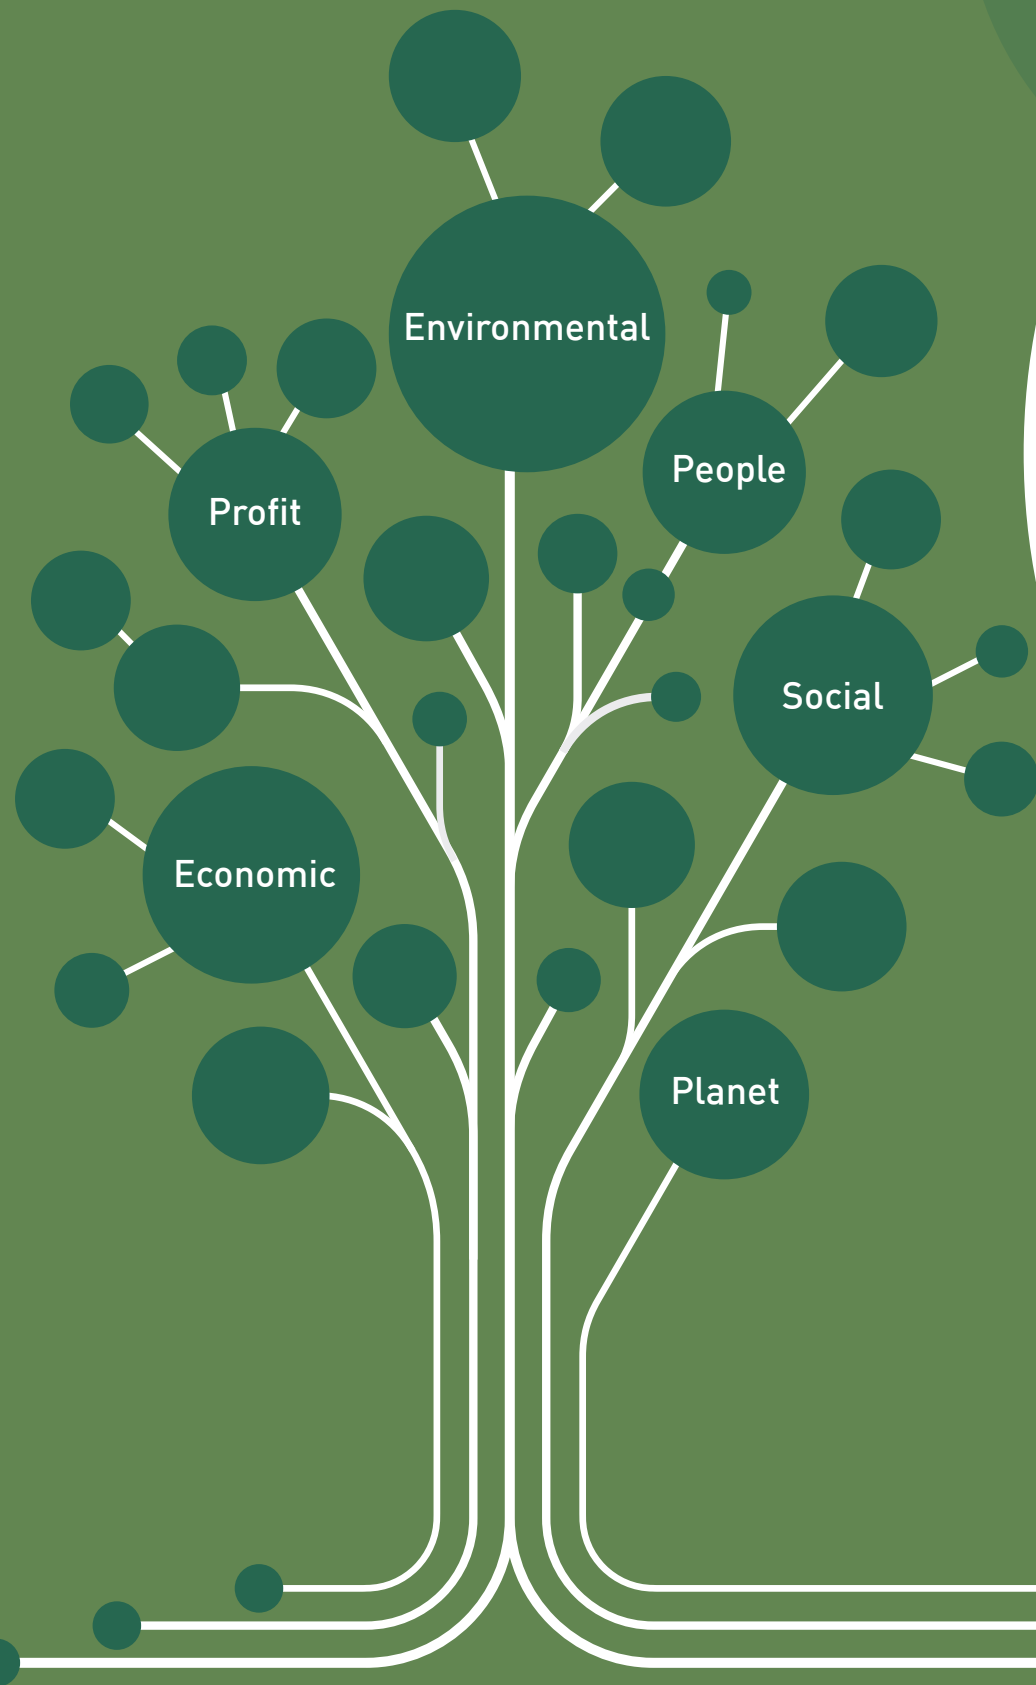 Environmental
People
Profit
Social
Economic
Planet